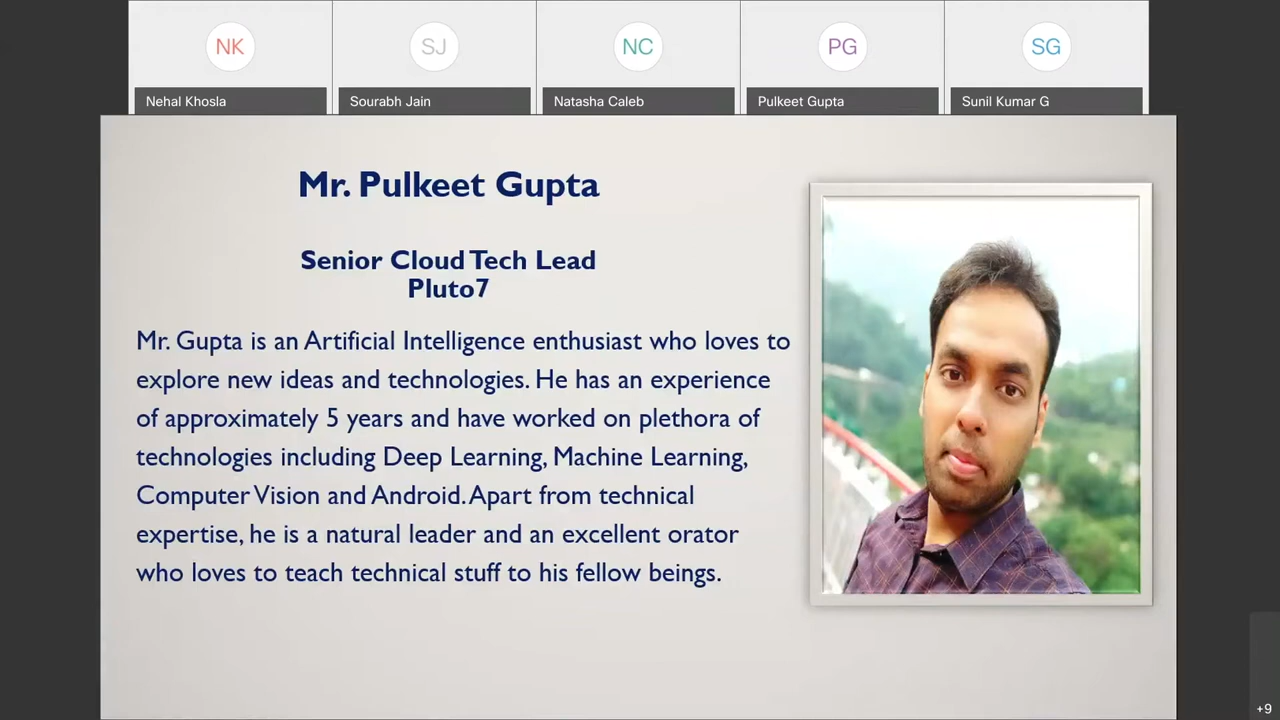 NK
SJ
NC
PG
SG
Nehal Khosla
Sourabh Jain
Natasha Caleb
Pulkeet Gupta
Sunil Kumar G
Mr. Pulkeet Gupta
Senior Cloud Tech Lead
Pluto7
Mr. Gupta is an Artificial Intelligence enthusiast who loves to
explore new ideas and technologies. He has an experience
of approximately 5 years and have worked on plethora of
technologies including Deep Learning, Machine Learning,
Computer Vision and Android. Apart from technical
expertise, he is a natural leader and an excellent orator
who loves to teach technical stuff to his fellow beings.
+9